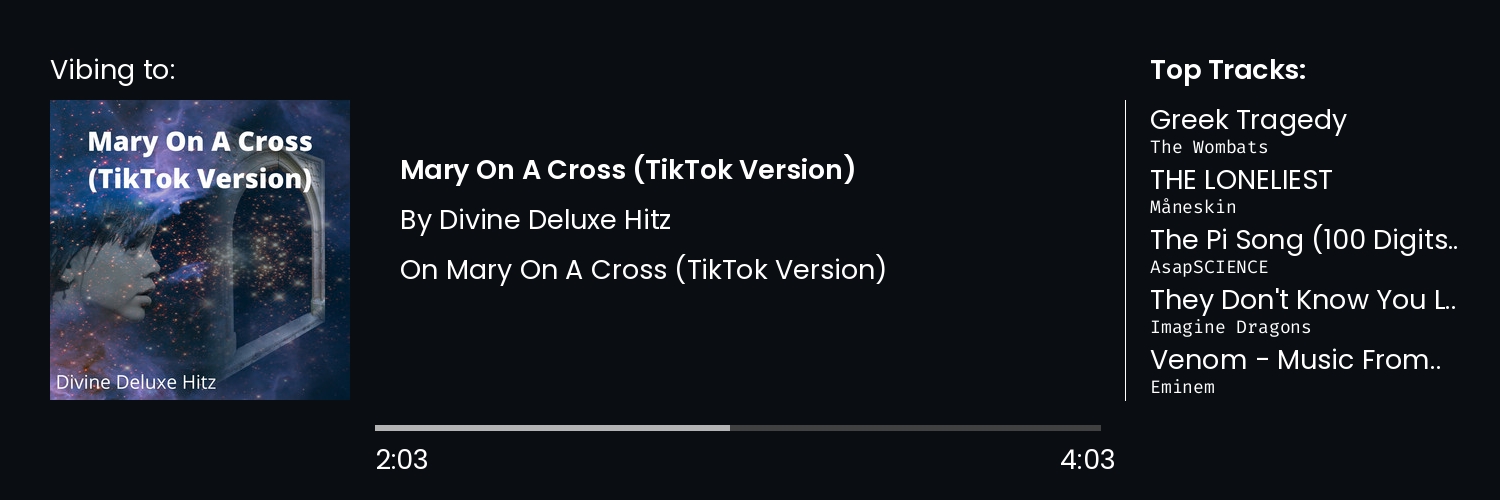 Vibing to:
Mary On A Cross
(TikTok Version)
Divine Deluxe Hitz
Mary On A Cross (TikTok Version)
By Divine Deluxe Hitz
On Mary On A Cross (TikTok Version)
2:03
4:03
Top Tracks:
Greek Tragedy
The Wombats
THE LONELIEST
Måneskin
The Pi Song (100 Digits..
AsapSCIENCE
They Don't Know You L..
Imagine Dragons
Venom - Music From..
Eminem